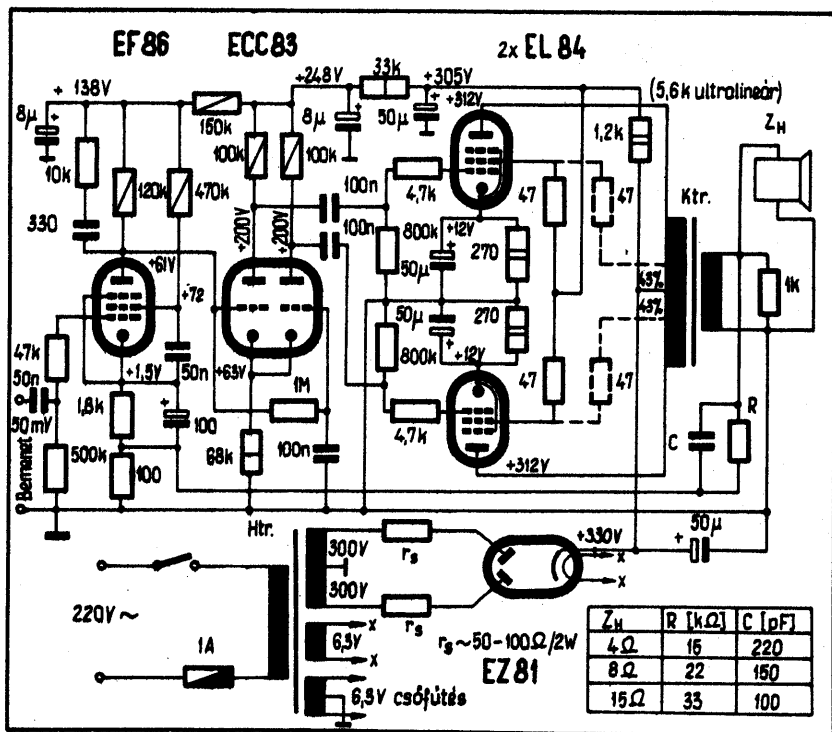 EF86 ECC83 2x EL 84
+ 138V +248V 33k +305V (5,6k ultralineár)
8µ + 150k 8µ + 50µ + +312V 1,2k ZH
10k 120k 470k 100k 100k 100n 4,7k 47 47 Ktr.
330 +200V +200V 100n 800k +12V
50µ + 270
+61V 43%
+72 50µ 270 43% 1k
47k +63V 800k + +12V
50n +1,5V 50n 1M 47 47
50mV 1,8k + 100 4,7k C R
500k 100 68k 100n +312V
Bemenet
Htr.
300V rs +330V x 50µ +
300V x
220V~ rs rs~50-100Ω/2W
1A 6,3V x x EZ81
6,3V csőfűtés
ZH R [kΩ] C [pF]
4Ω 15 220
8Ω 22 150
15Ω 33 100